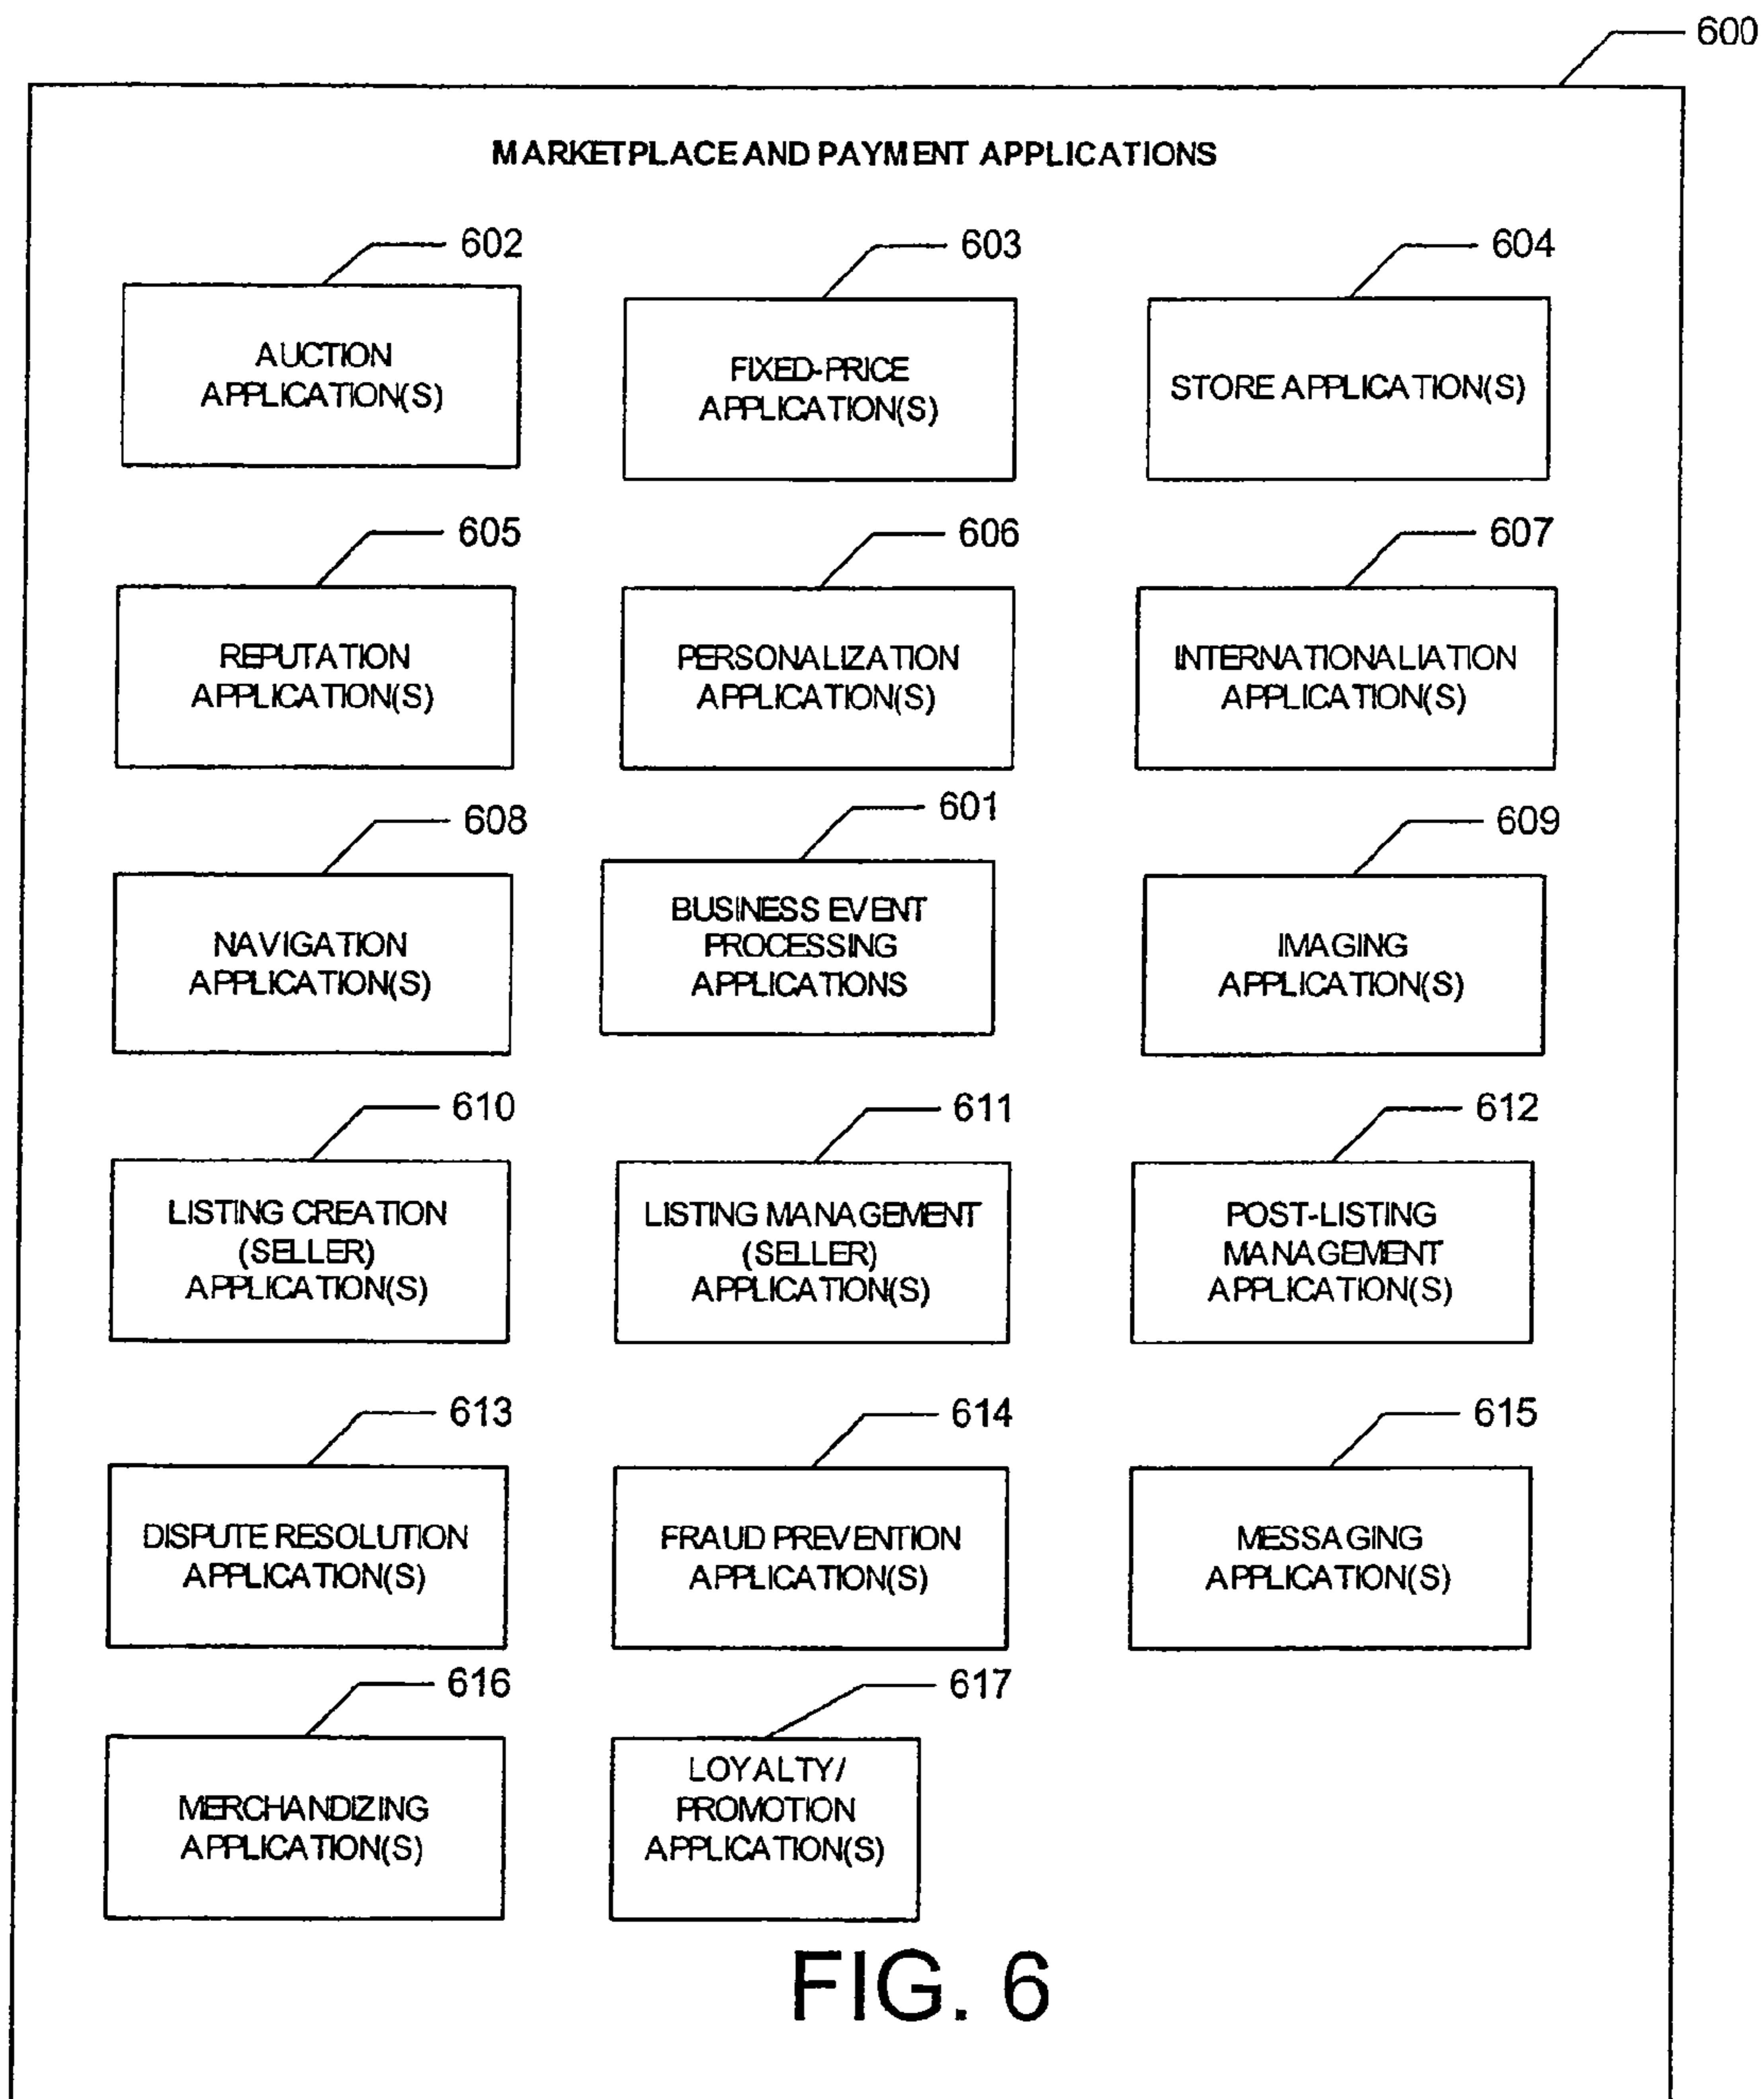 600
MARKETPLACE AND PAYMENT APPLICATIONS
602
603
604
AUCTION
APPLICATION(S)
FIXED-PRICE
APPLICATION(S)
STORE APPLICATION(S)
605
606
607
REPUTATION
APPLICATION(S)
PERSONALIZATION
APPLICATION(S)
INTERNATIONALIATION
APPLICATION(S)
608
601
609
NAVIGATION
APPLICATION(S)
BUSINESS EVENT
PROCESSING
APPLICATIONS
IMAGING
APPLICATION(S)
610
611
612
LISTING CREATION
(SELLER)
APPLICATION(S)
LISTING MANAGEMENT
(SELLER)
APPLICATION(S)
POST-LISTING
MANAGEMENT
APPLICATION(S)
613
614
615
DISPUTE RESOLUTION
APPLICATION(S)
FRAUD PREVENTION
APPLICATION(S)
MESSAGING
APPLICATION(S)
616
617
MERCHANDIZING
APPLICATION(S)
LOYALTY/
PROMOTION
APPLICATION(S)
FIG. 6